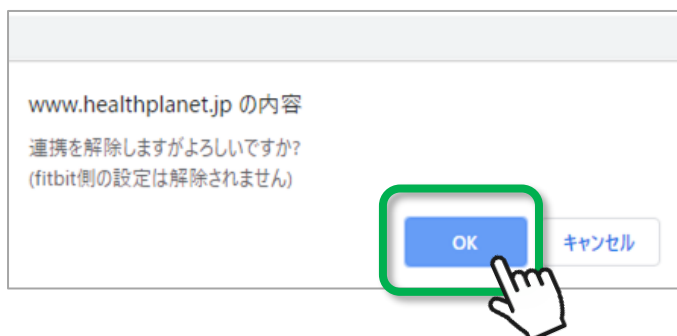 www.healthplanet.jp の内容
連携を解除しますがよろしいですか?
(fitbit側の設定は解除されません)
OK
キャンセル